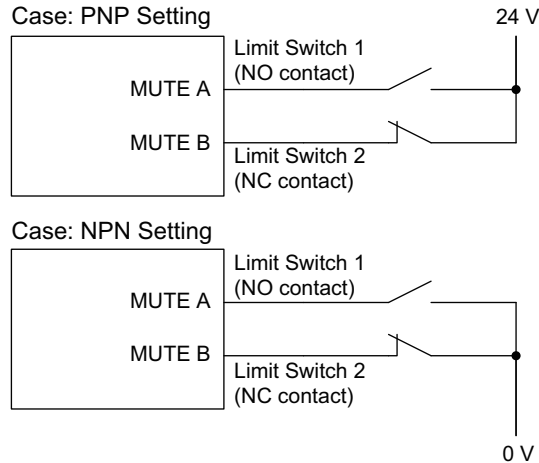 Case: PNP Setting
24 V
Limit Switch 1
(NO contact)
MUTE A
MUTE B
Limit Switch 2
(NC contact)
Case: NPN Setting
Limit Switch 1
(NO contact)
MUTE A
MUTE B
Limit Switch 2
(NC contact)
0 V